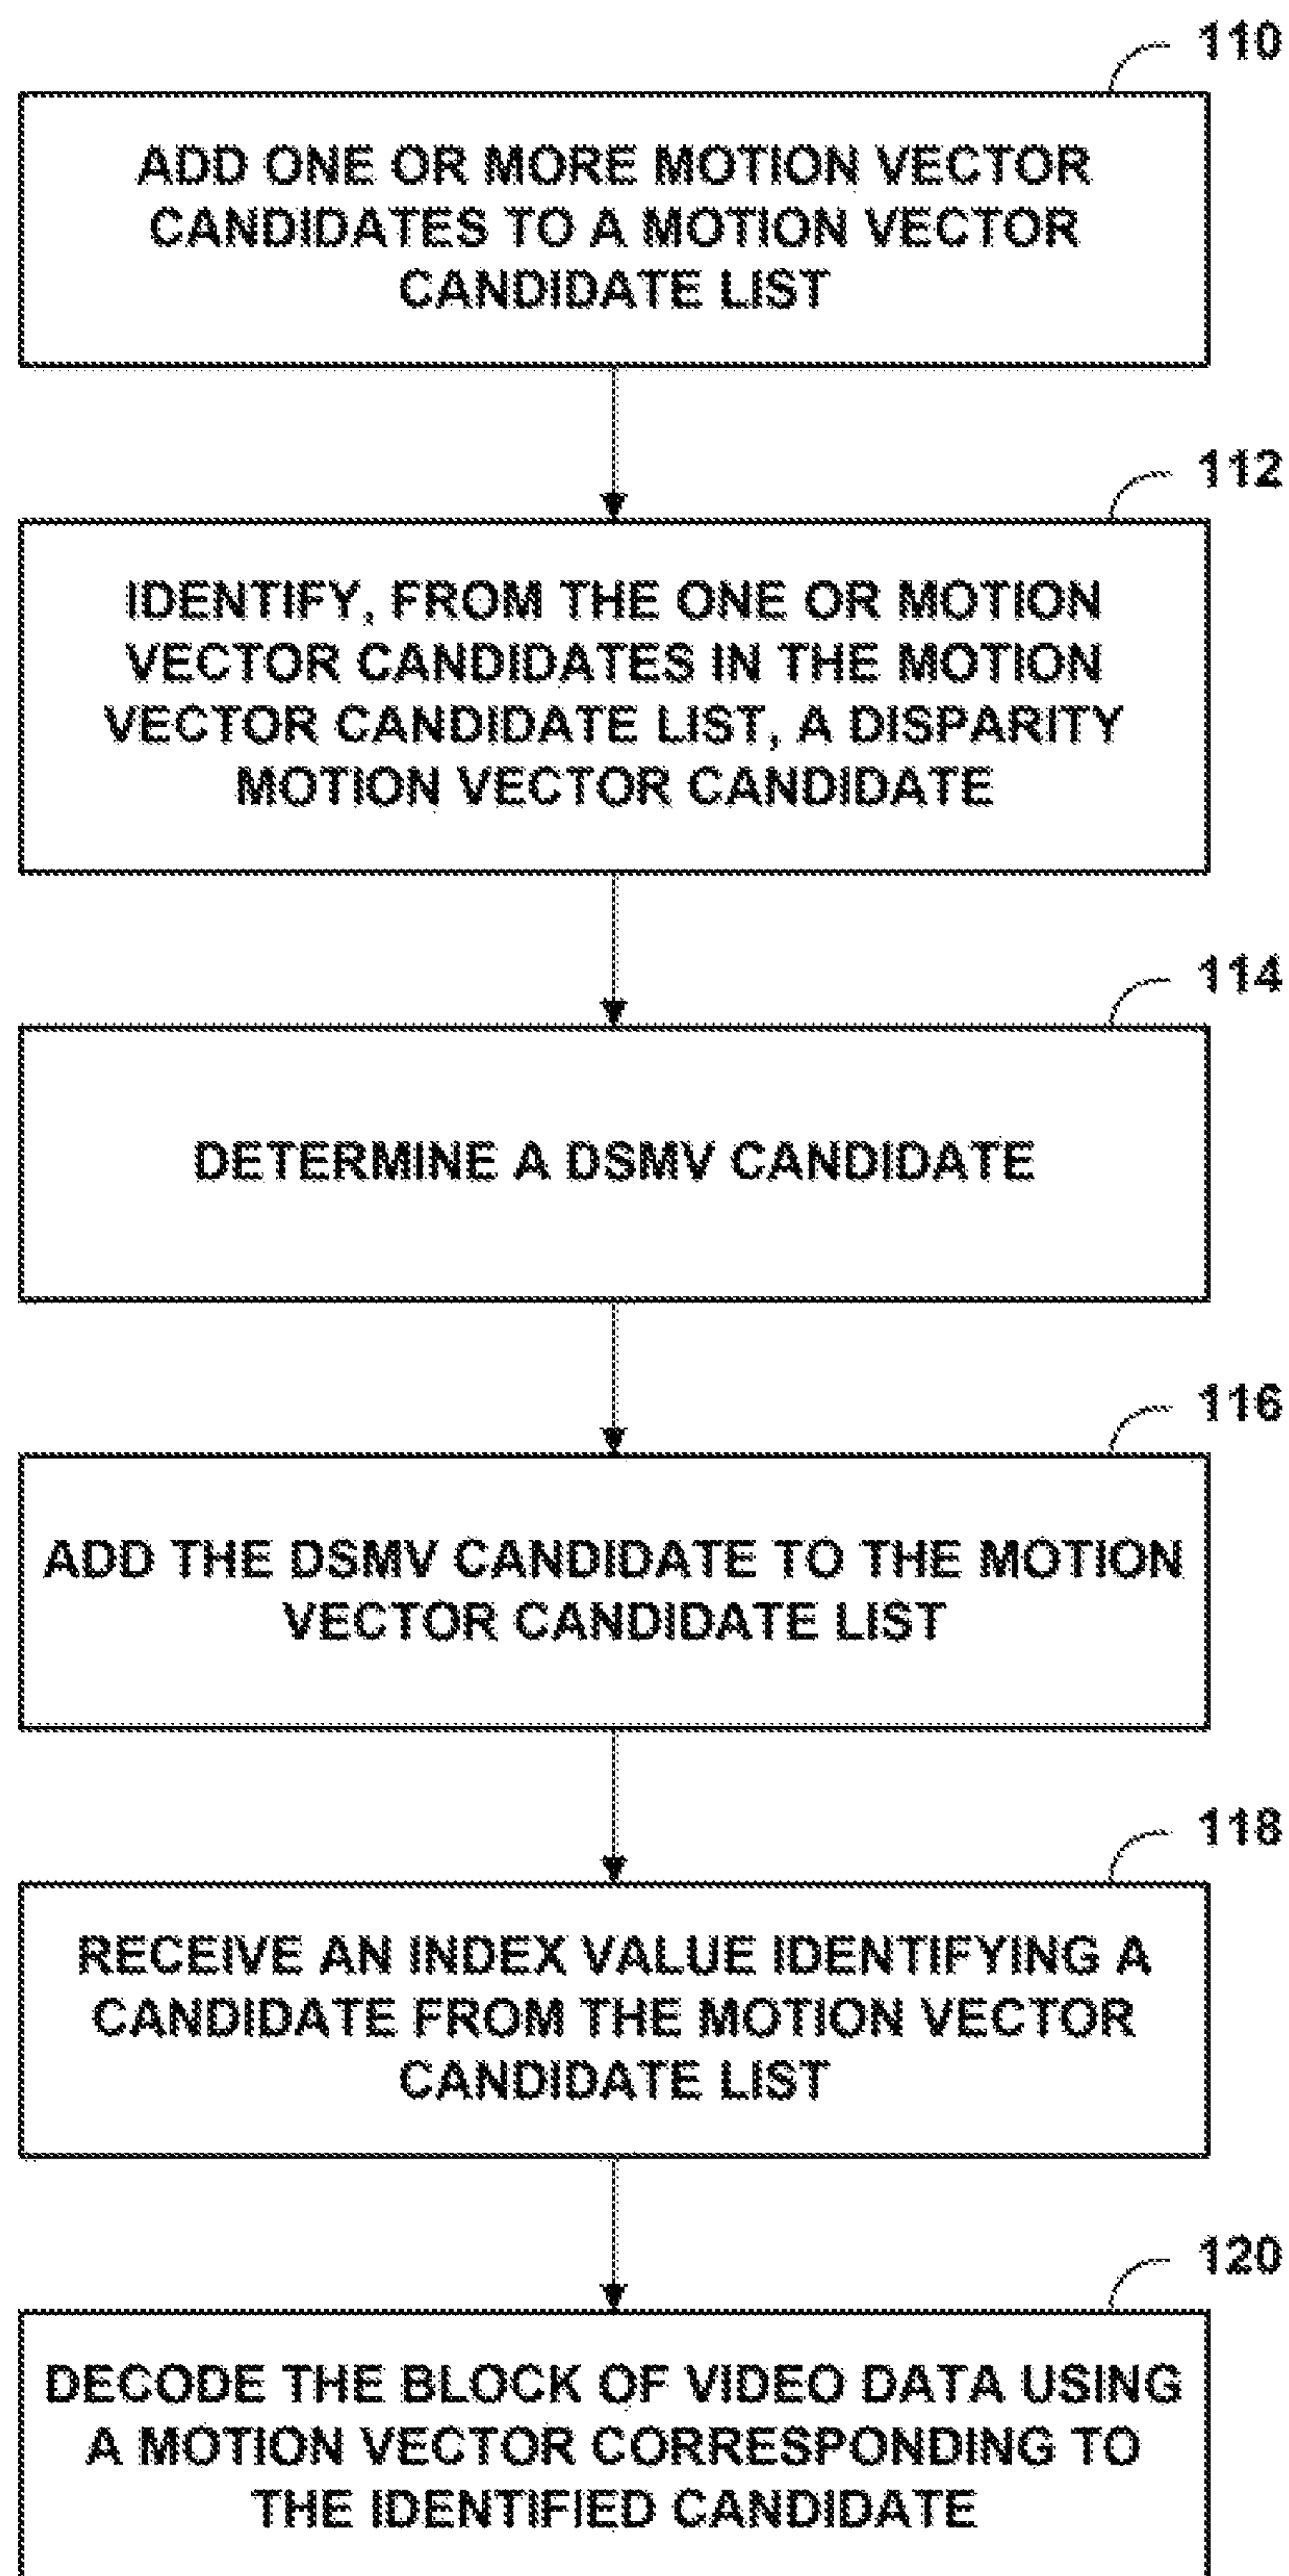 110
ADD ONE OR MORE MOTION VECTOR
CANDIDATES TO A MOTION VECTOR
CANDIDATE LIST
112
IDENTIFY, FROM THE ONE OR MOTION
VECTOR CANDIDATES IN THE MOTION
VECTOR CANDIDATE LIST, A DISPARITY
MOTION VECTOR CANDIDATE
114
DETERMINE A DSMV CANDIDATE
116
ADD THE DSMV CANDIDATE TO THE MOTION
VECTOR CANDIDATE LIST
118
RECEIVE AN INDEX VALUE IDENTIFYING A
CANDIDATE FROM THE MOTION VECTOR
CANDIDATE LIST
120
DECODE THE BLOCK OF VIDEO DATA USING
A MOTION VECTOR CORRESPONDING TO
THE IDENTIFIED CANDIDATE